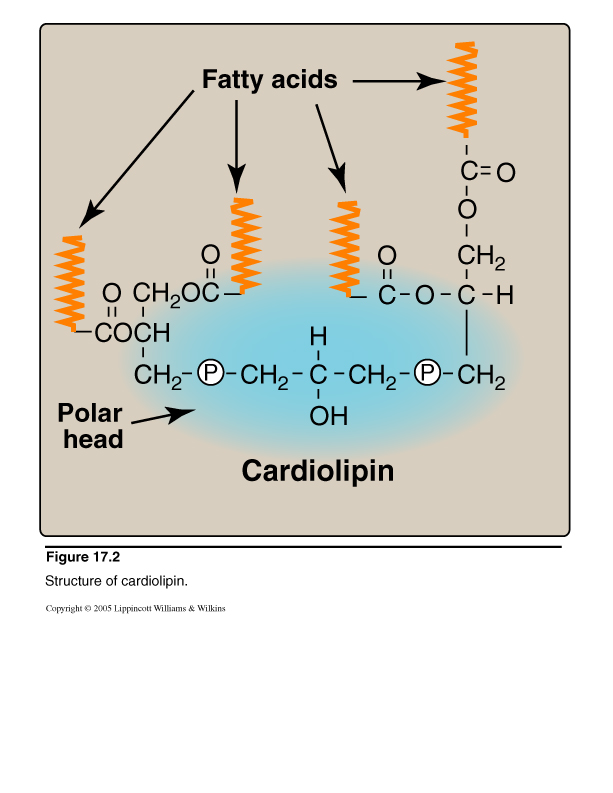 Fatty acids
C=O
O
CH2
O
O
O CH2OC
C-O-C-H
COCH
H
CH2-P-CH2-C-CH2-P-CH2
OH
Polar
head
Cardiolipin
Figure 17.2
Structure of cardiolipin.
Copyright © 2005 Lippincott Williams & Wilkins